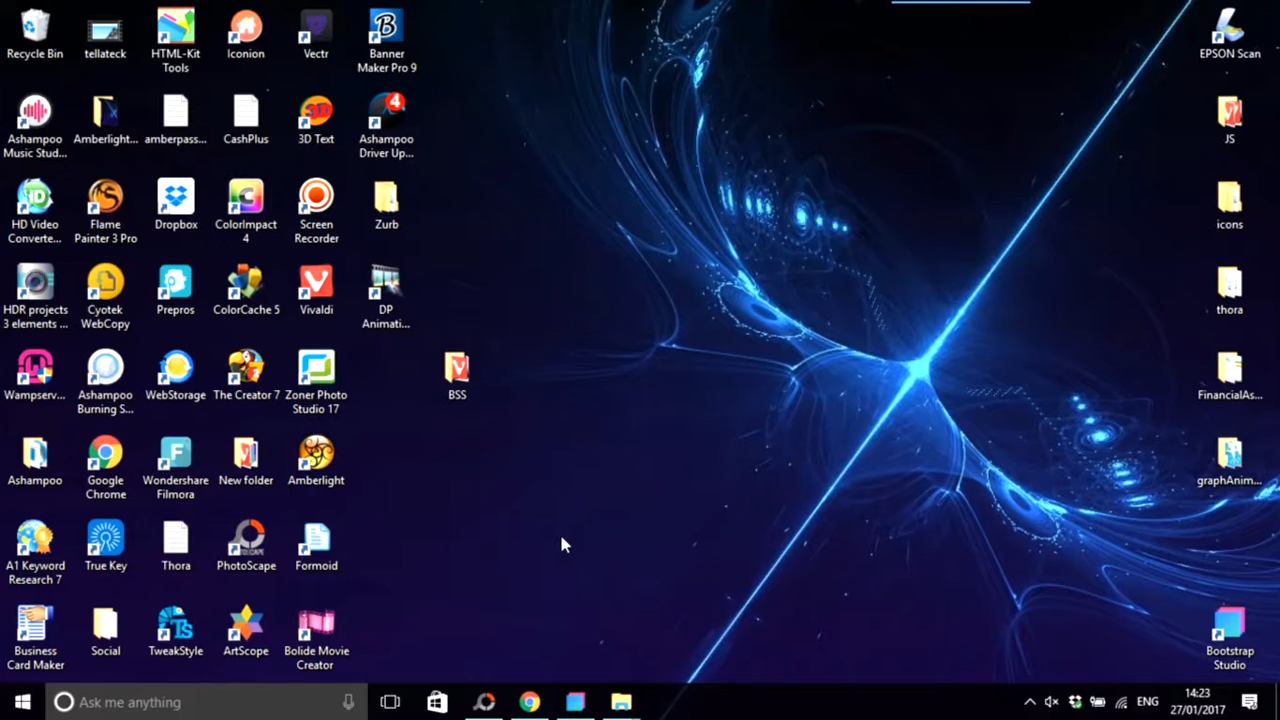 Recycle Bin
tellateck
HTML-Kit
Tools
Iconion
Vectr
Banner
Maker Pro 9
EPSON Scan
Ashampoo
Music Stud...
Amberlight...
amberpass...
CashPlus
3D
3D Text
4
Ashampoo
Driver Up...
JS
HD
HD Video
Converte...
Flame
Painter 3 Pro
Dropbox
ColorImpact
4
Screen
Recorder
Zurb
icons
HDR projects
3 elements ...
Cyotek
WebCopy
Prepros
ColorCache 5
Vivaldi
DP
Animati...
thora
Wampserv...
Ashampoo
Burning S...
WebStorage
The Creator 7
Zoner Photo
Studio 17
BSS
FinancialAs...
Ashampoo
Google
Chrome
F
Wondershare
Filmora
New folder
Amberlight
graphAnim...
A1 Keyword
Research 7
True Key
Thora
PhotoScape
Formoid
Business
Card Maker
Social
Ts
TweakStyle
ArtScope
Bolide Movie
Creator
Bootstrap
Studio
Ask me anything
ENG
14:23
27/01/2017